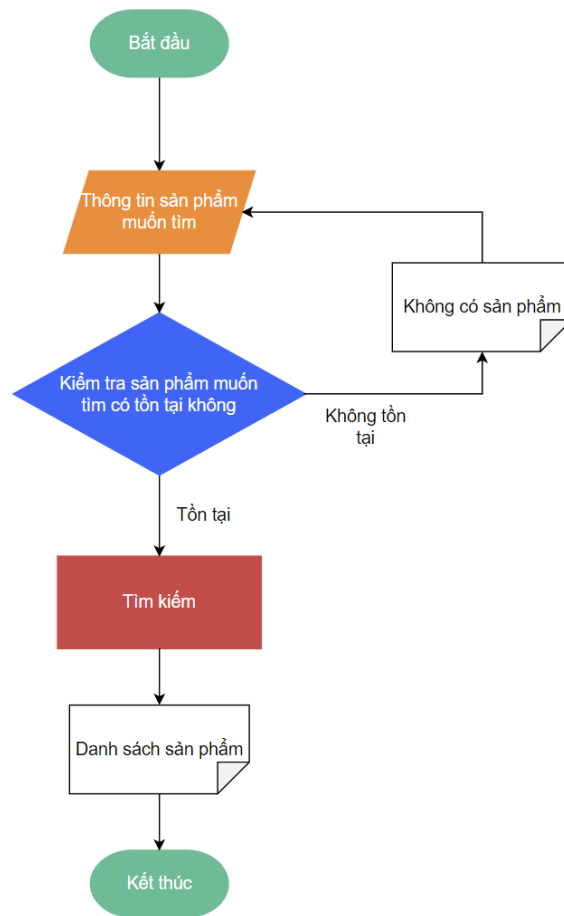 Bắt đầu
Thông tin sản phẩm
muốn tìm
Không có sản phẩm
Kiểm tra sản phẩm muốn
tìm có tồn tại không
Không tồn
tại
Tồn tại
Tìm kiếm
Danh sách sản phẩm
Kết thúc